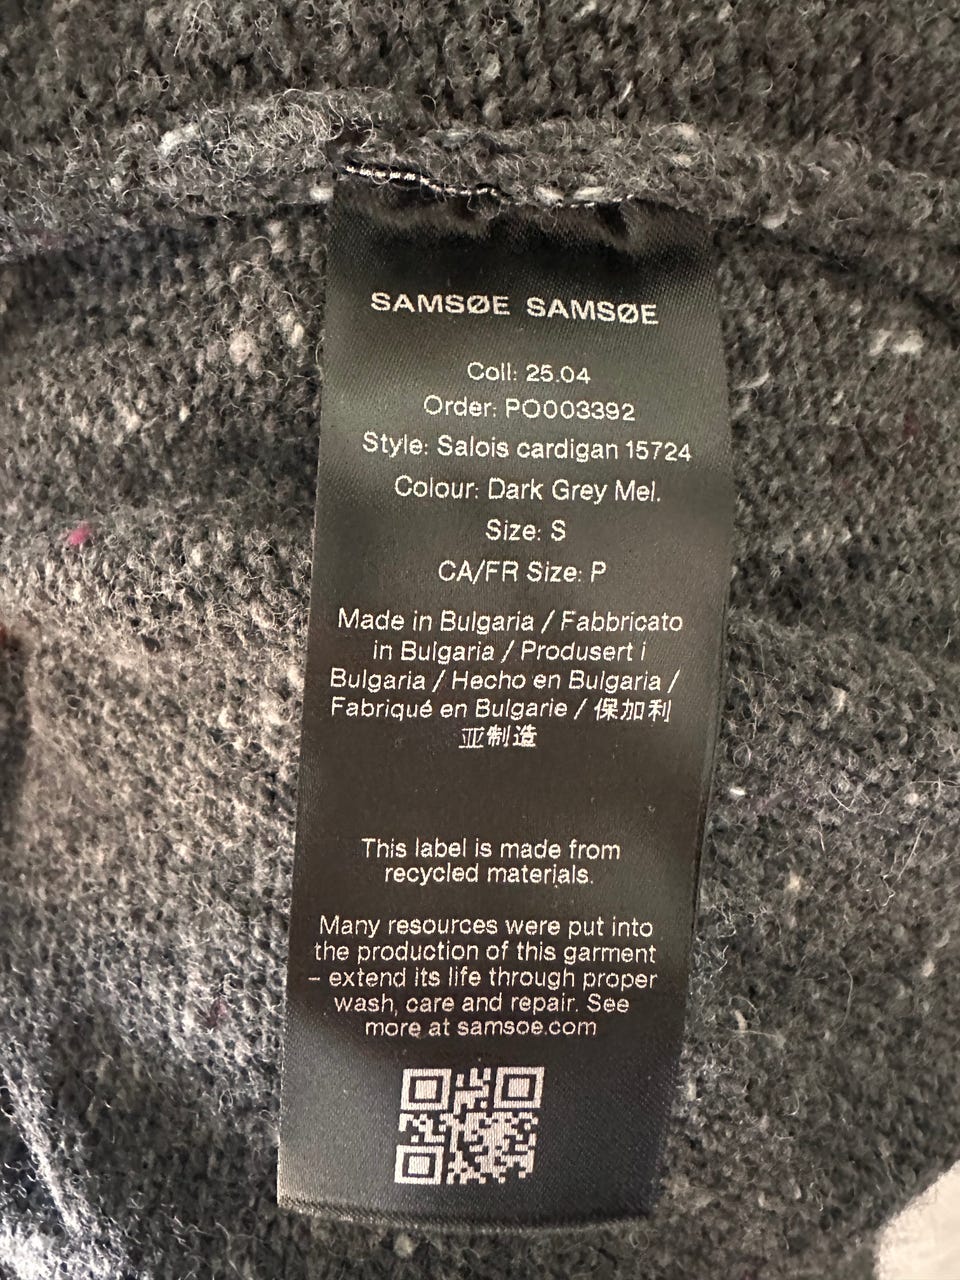 SAMSØE SAMSØE
Coll: 25.04
Order: PO003392
Style: Salois cardigan 15724
Colour: Dark Grey Mel.
Size: S
CA/FR Size: P
Made in Bulgaria / Fabbricato
in Bulgaria / Produsert i
Bulgaria / Hecho en Bulgaria /
Fabriqué en Bulgarie / 保加利
亚制造
This label is made from
recycled materials.
Many resources were put into
the production of this garment
– extend its life through proper
wash, care and repair. See
more at samsoe.com